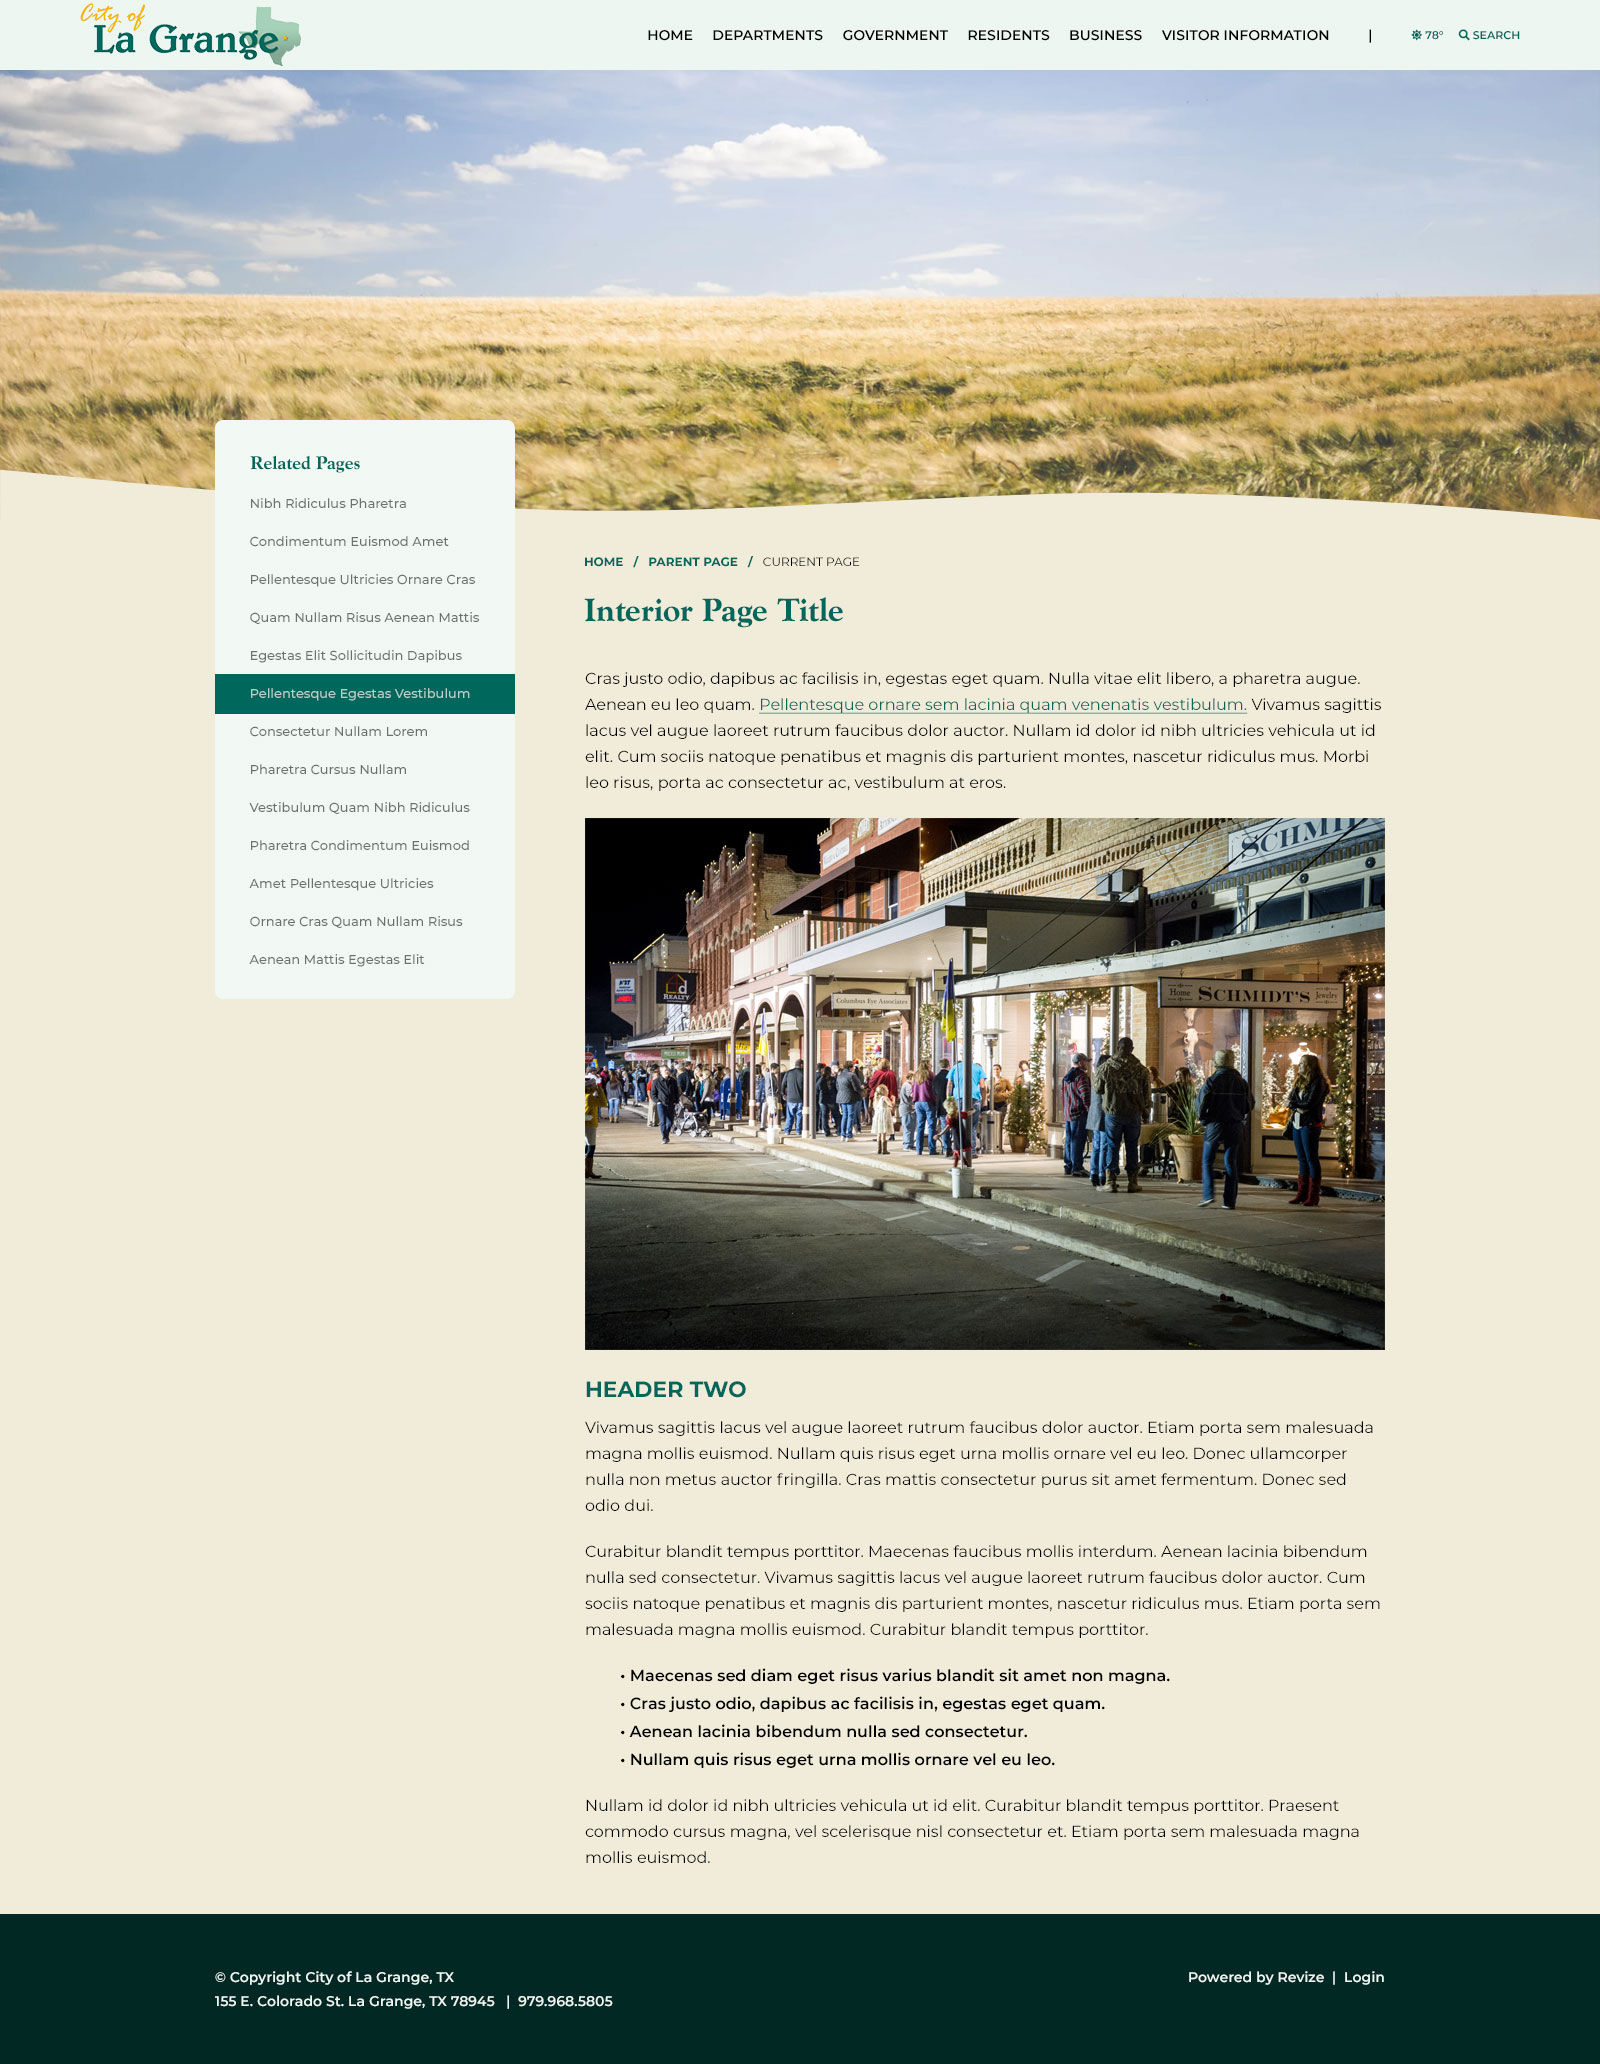 City of
La Grange
HOME DEPARTMENTS GOVERNMENT RESIDENTS BUSINESS VISITOR INFORMATION | 78° SEARCH
Related Pages
Nibh Ridiculus Pharetra
Condimentum Euismod Amet
Pellentesque Ultricies Ornare Cras
Quam Nullam Risus Aenean Mattis
Egestas Elit Sollicitudin Dapibus
Pellentesque Egestas Vestibulum
Consectetur Nullam Lorem
Pharetra Cursus Nullam
Vestibulum Quam Nibh Ridiculus
Pharetra Condimentum Euismod
Amet Pellentesque Ultricies
Ornare Cras Quam Nullam Risus
Aenean Mattis Egestas Elit
HOME / PARENT PAGE / CURRENT PAGE
Interior Page Title
Cras justo odio, dapibus ac facilisis in, egestas eget quam. Nulla vitae elit libero, a pharetra augue.
Aenean eu leo quam. Pellentesque ornare sem lacinia quam venenatis vestibulum. Vivamus sagittis
lacus vel augue laoreet rutrum faucibus dolor auctor. Nullam id dolor id nibh ultricies vehicula ut id
elit. Cum sociis natoque penatibus et magnis dis parturient montes, nascetur ridiculus mus. Morbi
leo risus, porta ac consectetur ac, vestibulum at eros.
SCHMIDT
REALTY
Columbus Eye Associates
Home SCHMIDT'S Jewelry
HEADER TWO
Vivamus sagittis lacus vel augue laoreet rutrum faucibus dolor auctor. Etiam porta sem malesuada
magna mollis euismod. Nullam quis risus eget urna mollis ornare vel eu leo. Donec ullamcorper
nulla non metus auctor fringilla. Cras mattis consectetur purus sit amet fermentum. Donec sed
odio dui.
Curabitur blandit tempus porttitor. Maecenas faucibus mollis interdum. Aenean lacinia bibendum
nulla sed consectetur. Vivamus sagittis lacus vel augue laoreet rutrum faucibus dolor auctor. Cum
sociis natoque penatibus et magnis dis parturient montes, nascetur ridiculus mus. Etiam porta sem
malesuada magna mollis euismod. Curabitur blandit tempus porttitor.
• Maecenas sed diam eget risus varius blandit sit amet non magna.
• Cras justo odio, dapibus ac facilisis in, egestas eget quam.
• Aenean lacinia bibendum nulla sed consectetur.
• Nullam quis risus eget urna mollis ornare vel eu leo.
Nullam id dolor id nibh ultricies vehicula ut id elit. Curabitur blandit tempus porttitor. Praesent
commodo cursus magna, vel scelerisque nisl consectetur et. Etiam porta sem malesuada magna
mollis euismod.
© Copyright City of La Grange, TX
155 E. Colorado St. La Grange, TX 78945 | 979.968.5805
Powered by Revize | Login